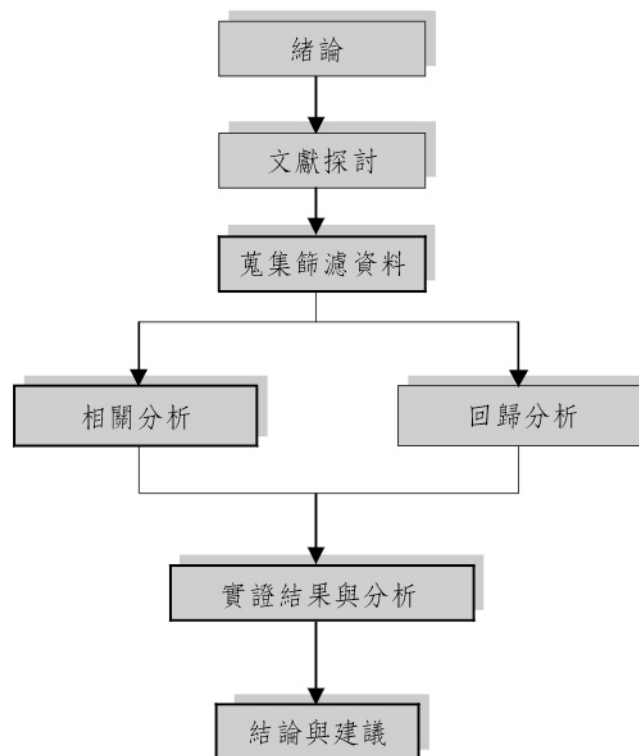 緒論
文獻探討
蒐集篩濾資料
相關分析
回歸分析
實證結果與分析
結論與建議